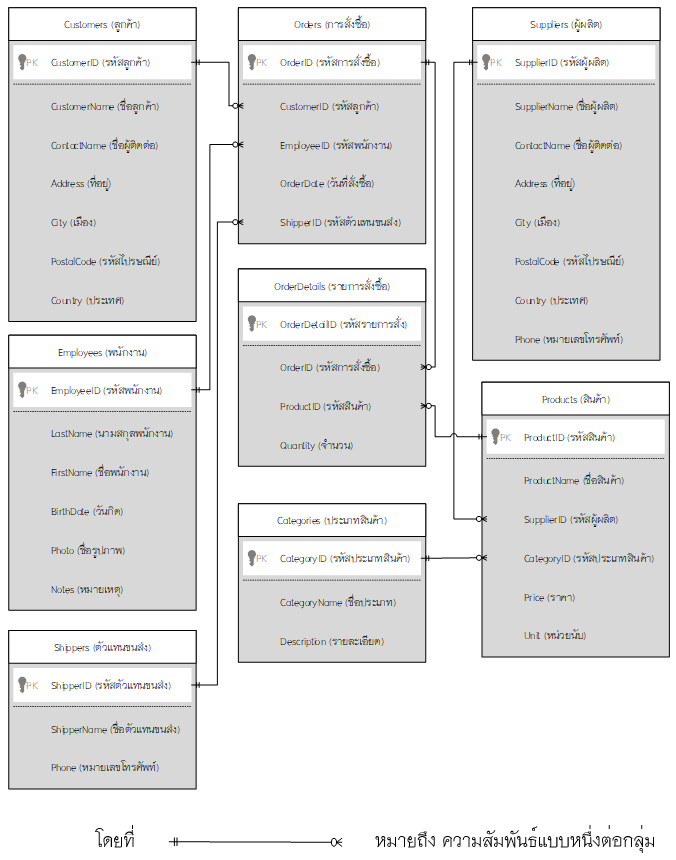 Customers (ลูกค้า)
PK CustomerID (รหัสลูกค้า)
CustomerName (ชื่อลูกค้า)
ContactName (ชื่อผู้ติดต่อ)
Address (ที่อยู่)
City (เมือง)
PostalCode (รหัสไปรษณีย์)
Country (ประเทศ)
Employees (พนักงาน)
PK EmployeeID (รหัสพนักงาน)
LastName (นามสกุลพนักงาน)
FirstName (ชื่อพนักงาน)
BirthDate (วันเกิด)
Photo (ชื่อรูปภาพ)
Notes (หมายเหตุ)
Shippers (ตัวแทนขนส่ง)
PK ShipperID (รหัสตัวแทนขนส่ง)
ShipperName (ชื่อตัวแทนขนส่ง)
Phone (หมายเลขโทรศัพท์)
Orders (การสั่งซื้อ)
PK OrderID (รหัสการสั่งซื้อ)
CustomerID (รหัสลูกค้า)
EmployeeID (รหัสพนักงาน)
OrderDate (วันที่สั่งซื้อ)
ShipperID (รหัสตัวแทนขนส่ง)
OrderDetails (รายการสั่งซื้อ)
PK OrderDetailID (รหัสรายการสั่ง)
OrderID (รหัสการสั่งซื้อ)
ProductID (รหัสสินค้า)
Quantity (จำนวน)
Categories (ประเภทสินค้า)
PK CategoryID (รหัสประเภทสินค้า)
CategoryName (ชื่อประเภท)
Description (รายละเอียด)
Suppliers (ผู้ผลิต)
PK SupplierID (รหัสผู้ผลิต)
SupplierName (ชื่อผู้ผลิต)
ContactName (ชื่อผู้ติดต่อ)
Address (ที่อยู่)
City (เมือง)
PostalCode (รหัสไปรษณีย์)
Country (ประเทศ)
Phone (หมายเลขโทรศัพท์)
Products (สินค้า)
PK ProductID (รหัสสินค้า)
ProductName (ชื่อสินค้า)
SupplierID (รหัสผู้ผลิต)
CategoryID (รหัสประเภทสินค้า)
Price (ราคา)
Unit (หน่วยนับ)
โดยที่ หมายถึง ความสัมพันธ์แบบหนึ่งต่อกลุ่ม